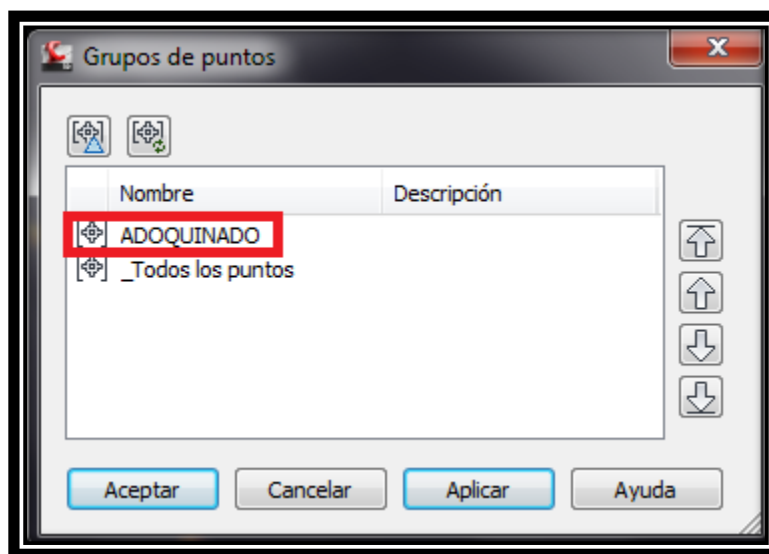 Grupos de puntos
Nombre Descripción
ADOQUINADO
_Todos los puntos
Aceptar Cancelar Aplicar Ayuda